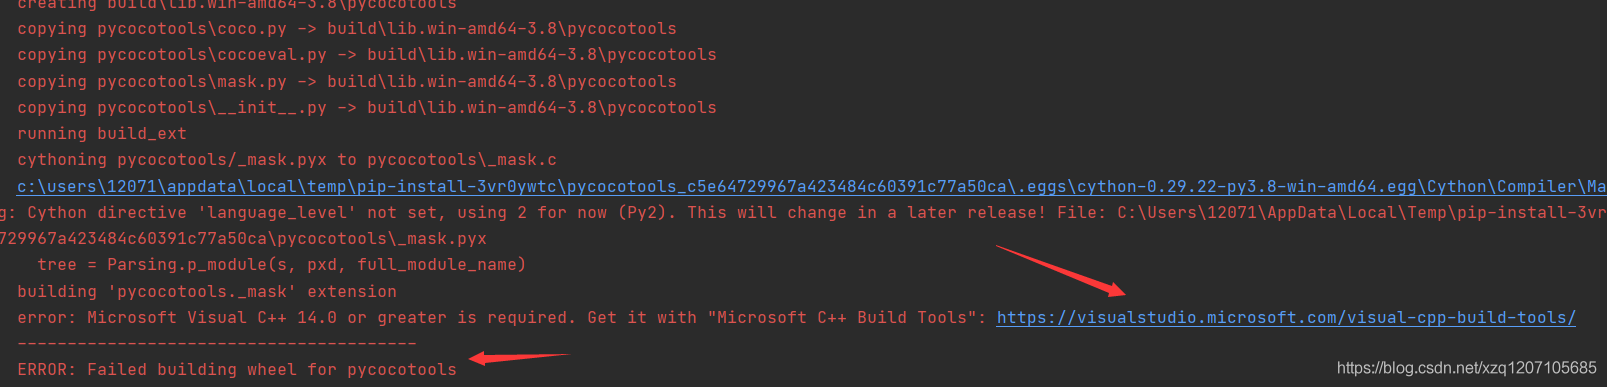 creating build\lib.win-amd64-3.8\pycocotools
copying pycocotools\coco.py -> build\lib.win-amd64-3.8\pycocotools
copying pycocotools\cocoeval.py -> build\lib.win-amd64-3.8\pycocotools
copying pycocotools\mask.py -> build\lib.win-amd64-3.8\pycocotools
copying pycocotools\__init__.py -> build\lib.win-amd64-3.8\pycocotools
running build_ext
cythoning pycocotools/_mask.pyx to pycocotools\_mask.c
c:\users\12071\appdata\local\temp\pip-install-3vr0ywtc\pycocotools_c5e64729967a423484c60391c77a50ca\.eggs\cython-0.29.22-py3.8-win-amd64.egg\Cython\Compiler\Ma
g: Cython directive 'language_level' not set, using 2 for now (Py2). This will change in a later release! File: C:\Users\12071\AppData\Local\Temp\pip-install-3vr
729967a423484c60391c77a50ca\pycocotools\_mask.pyx
tree = Parsing.p_module(s, pxd, full_module_name)
building 'pycocotools._mask' extension
error: Microsoft Visual C++ 14.0 or greater is required. Get it with "Microsoft C++ Build Tools": https://visualstudio.microsoft.com/visual-cpp-build-tools/
----------------------------------------
ERROR: Failed building wheel for pycocotools
https://blog.csdn.net/xzq1207105685